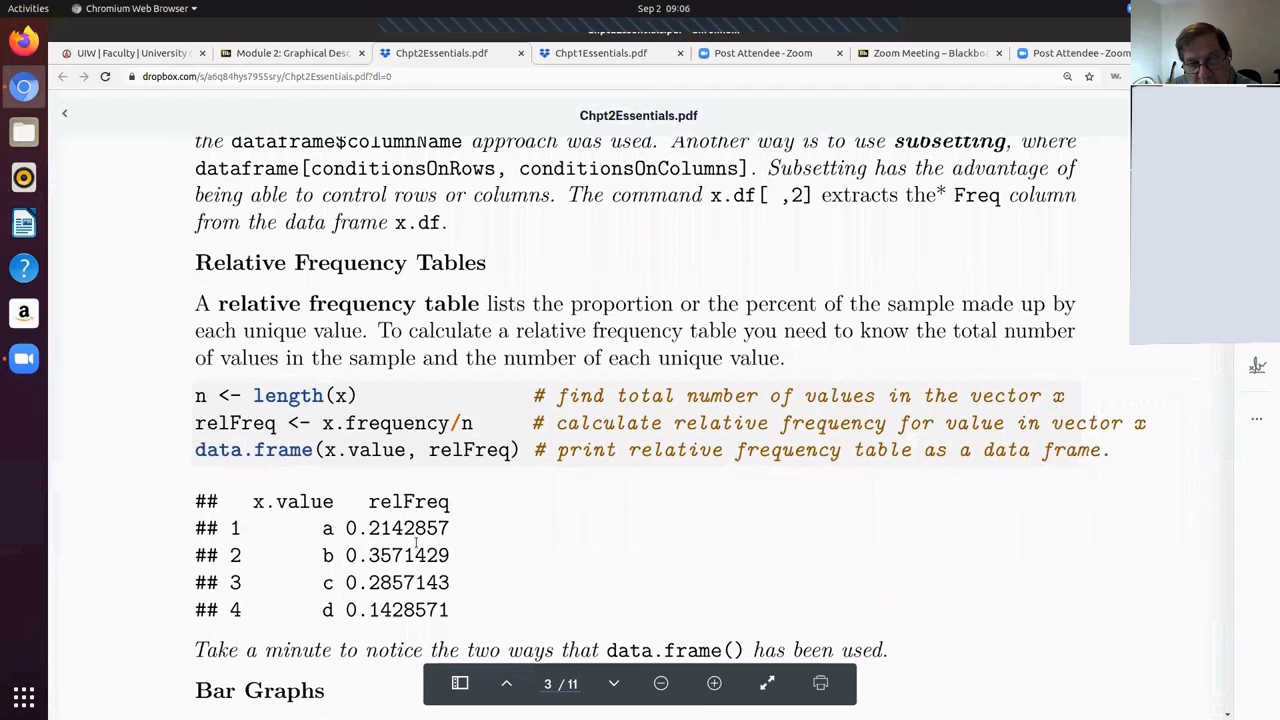 Activities
Chromium Web Browser
Sep 2 09:06
UIW | Faculty | University
Module 2: Graphical Des
Chpt2Essentials.pdf
Chpt1Essentials.pdf
Post Attendee - Zoom
Zoom Meeting – Blackbo
Post Attendee - Zoom
dropbox.com/s/a6q84hys7955sry/Chpt2Essentials.pdf?dl=0
Chpt2Essentials.pdf
the dataframe$columnName approach was used. Another way is to use subsetting, where
dataframe[conditionsOnRows, conditionsOnColumns]. Subsetting has the advantage of
being able to control rows or columns. The command x.df[ ,2] extracts the* Freq column
from the data frame x.df.
Relative Frequency Tables
A relative frequency table lists the proportion or the percent of the sample made up by
each unique value. To calculate a relative frequency table you need to know the total number
of values in the sample and the number of each unique value.
n <- length(x) # find total number of values in the vector x
relFreq <- x.frequency/n # calculate relative frequency for value in vector x
data.frame(x.value, relFreq) # print relative frequency table as a data frame.
## x.value relFreq
## 1 a 0.2142857
## 2 b 0.3571429
## 3 c 0.2857143
## 4 d 0.1428571
Take a minute to notice the two ways that data.frame() has been used.
3 / 11
Bar Graphs